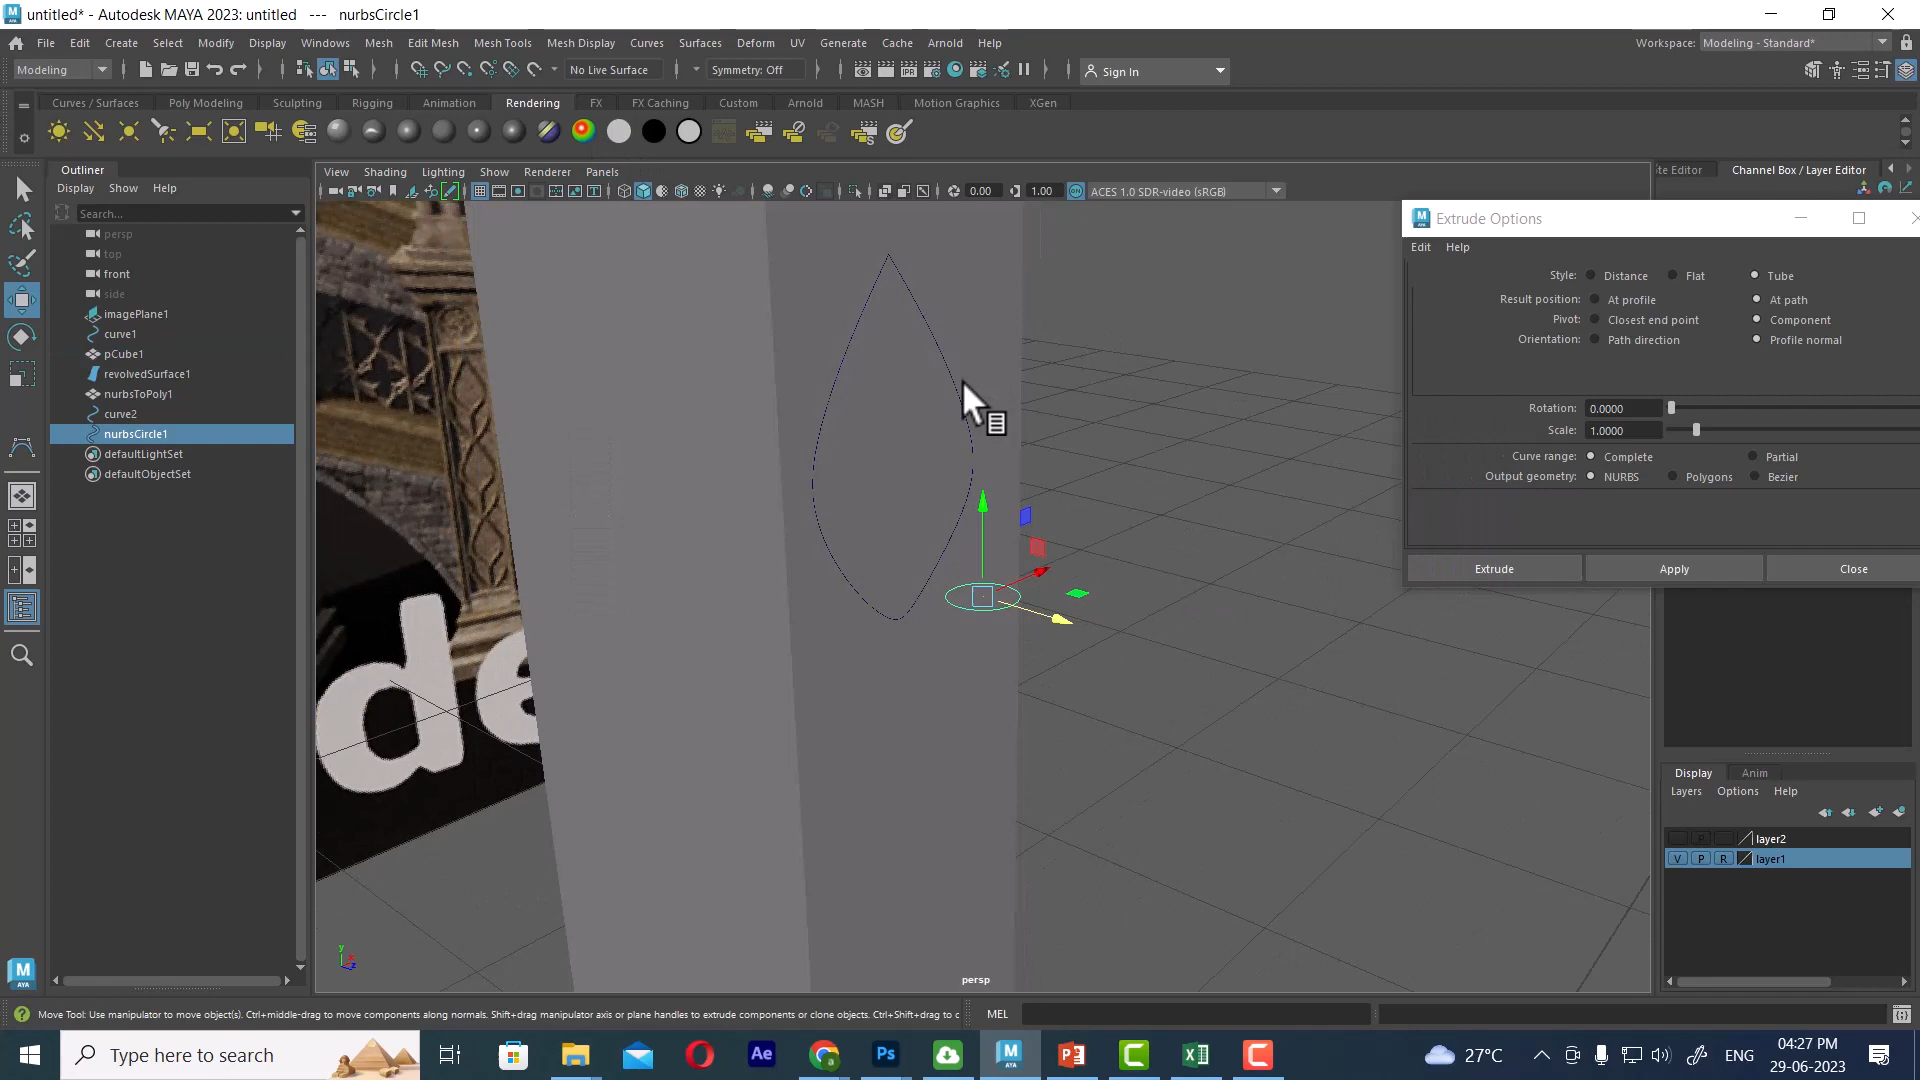 untitled* - Autodesk MAYA 2023: untitled --- nurbsCircle1
File Edit Create Select Modify Display Windows Mesh Edit Mesh Mesh Tools Mesh Display Curves Surfaces Deform UV Generate Cache Arnold Help
Workspace: Modeling - Standard*
Modeling No Live Surface Symmetry: Off Sign In
Curves / Surfaces Poly Modeling Sculpting Rigging Animation Rendering FX FX Caching Custom Arnold MASH Motion Graphics XGen
Outliner
Display Show Help
Search...
persp
top
front
side
imagePlane1
curve1
pCube1
revolvedSurface1
nurbsToPoly1
curve2
nurbsCircle1
defaultLightSet
defaultObjectSet
View Shading Lighting Show Renderer Panels
0.00 1.00 ACES 1.0 SDR-video (sRGB)
de
persp
te Editor Channel Box / Layer Editor
Extrude Options
Edit Help
Style: Distance Flat Tube
Result position: At profile At path
Pivot: Closest end point Component
Orientation: Path direction Profile normal
Rotation: 0.0000
Scale: 1.0000
Curve range: Complete Partial
Output geometry: NURBS Polygons Bezier
Extrude Apply Close
Display Anim
Layers Options Help
layer2
V P R layer1
Move Tool: Use manipulator to move object(s). Ctrl+middle-drag to move components along normals. Shift+drag manipulator axis or plane handles to extrude components or clone objects. Ctrl+Shift+drag to c
MEL
Type here to search
27°C
ENG
04:27 PM
29-06-2023